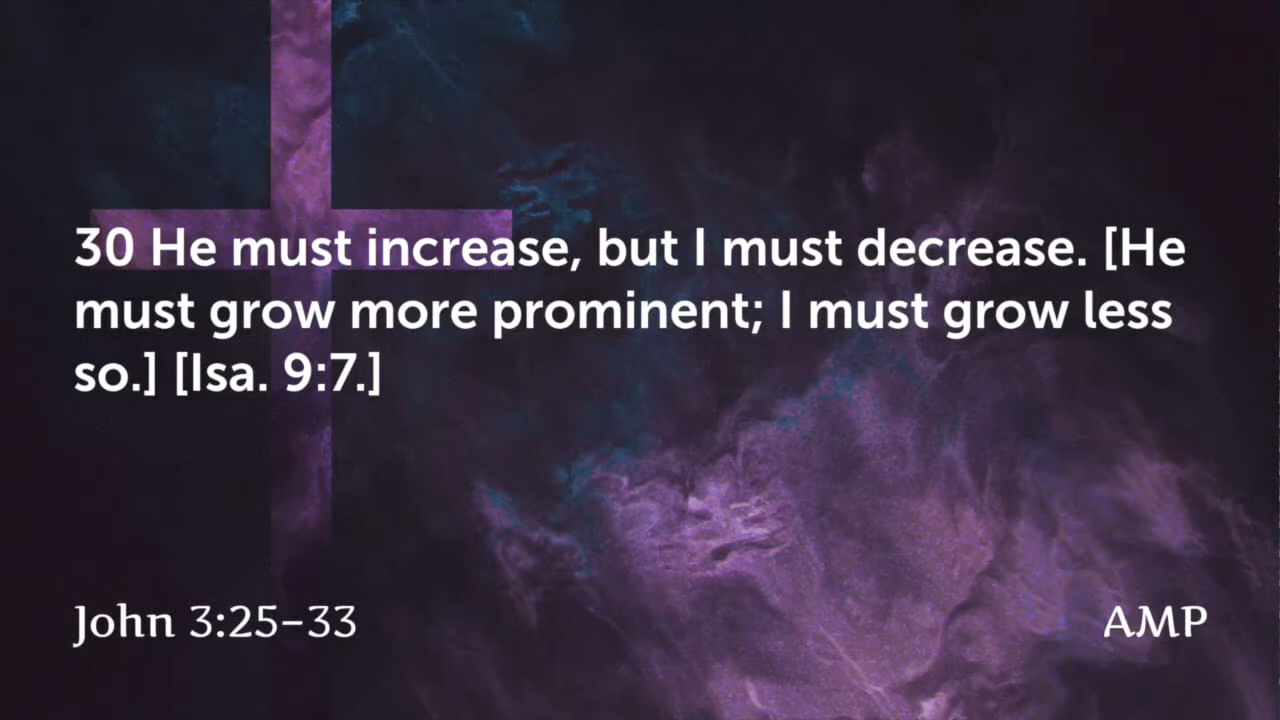 30 He must increase, but I must decrease. [He
must grow more prominent; I must grow less
so.] [Isa. 9:7.]
John 3:25–33
AMP